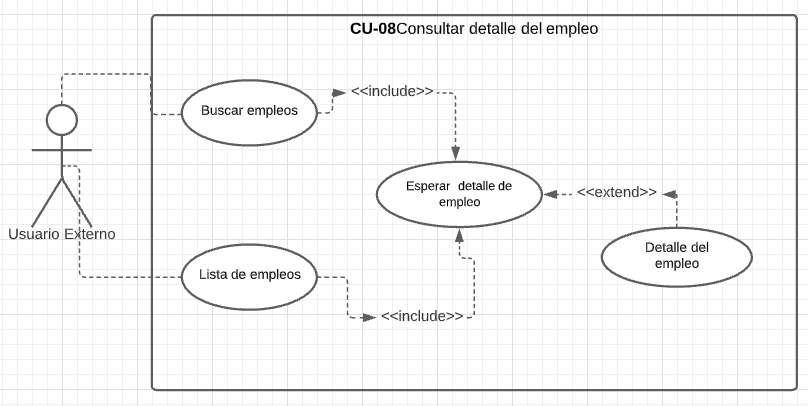 CU-08Consultar detalle del empleo
Buscar empleos
<<include>>
Esperar detalle de
empleo
<<extend>>
Usuario Externo
Detalle del
empleo
Lista de empleos
<<include>>